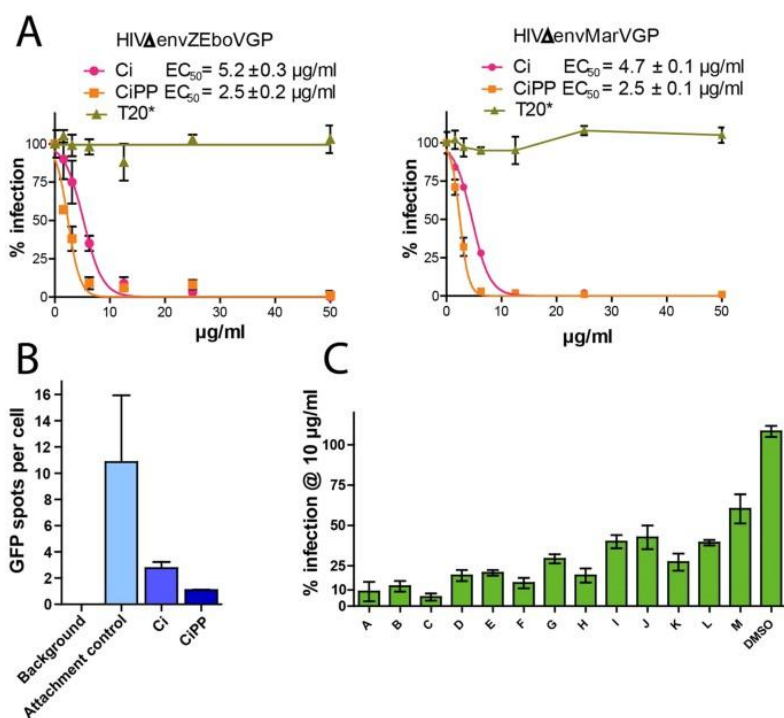 A
HIVΔenvZEboVGP
Ci EC50= 5.2 ±0.3 µg/ml
CiPP EC50= 2.5±0.2 µg/ml
T20*
% infection
100
75
50
25
0
0 10 20 30 40 50
µg/ml
HIVΔenvMarVGP
Ci EC50= 4.7 ± 0.1 µg/ml
CiPP EC50 = 2.5 ± 0.1 µg/ml
T20*
% infection
100
75
50
25
0
0 10 20 30 40 50
µg/ml
B
GFP spots per cell
16
14
12
10
8
6
4
2
0
Background
Attachment control
Ci
CiPP
C
% infection @ 10 µg/ml
100
50
25
10
0
A B C D E F G H I J K L M DMSO